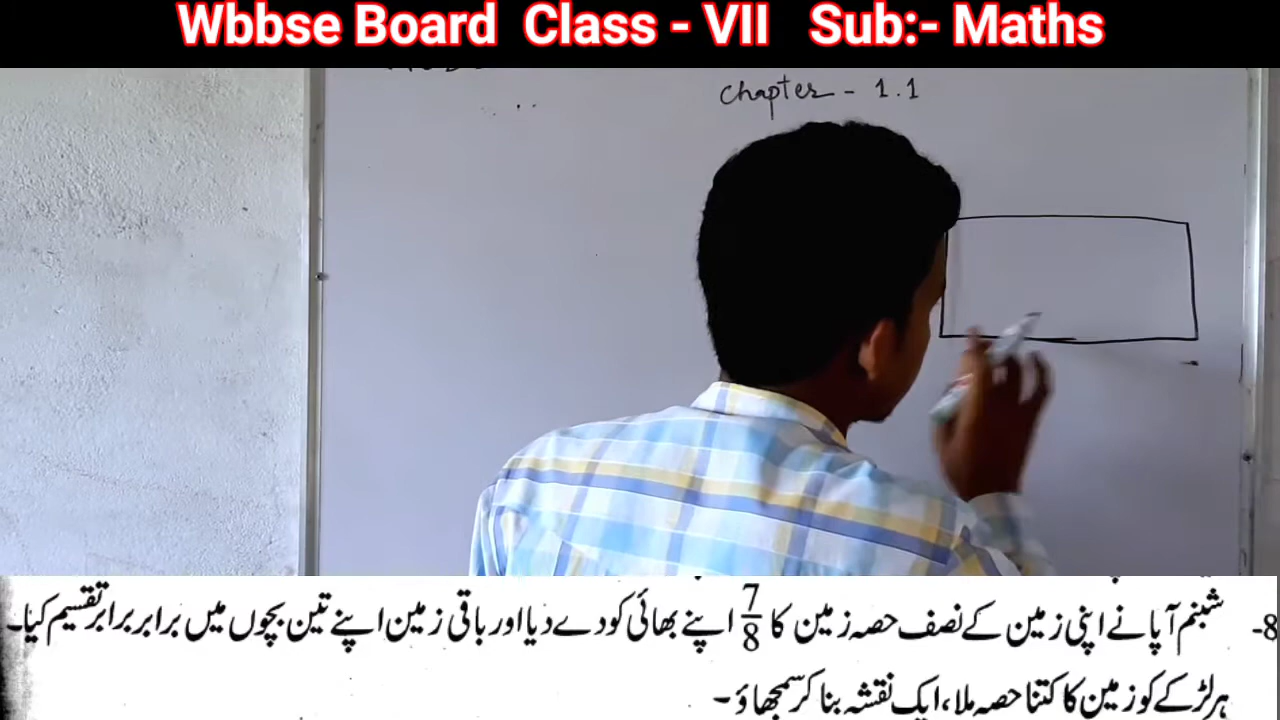 Wbbse Board Class - VII Sub:- Maths
Chapter - 1.1
8- شبنم آپا نے اپنی زمین کے نصف حصہ زمین کا 7/8 اپنے بھائی کو دے دیا اور باقی زمین اپنے تین بچوں میں برابر برابر تقسیم کیا۔
ہر لڑکے کو زمین کا کتنا حصہ ملا، ایک نقشہ بنا کر سمجھاؤ -